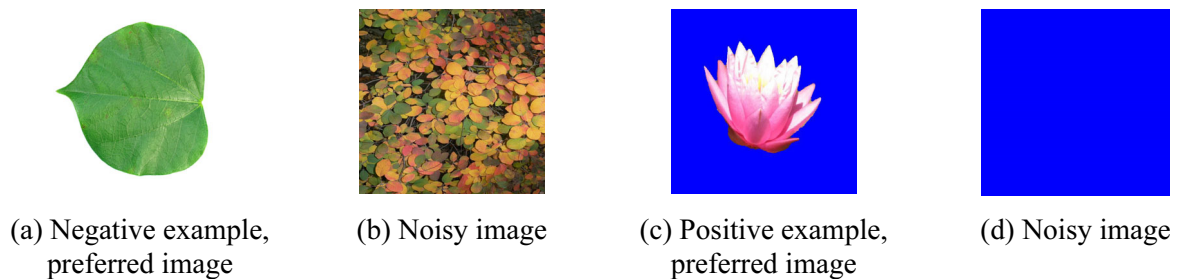 (a) Negative example,
preferred image
(b) Noisy image
(c) Positive example,
preferred image
(d) Noisy image